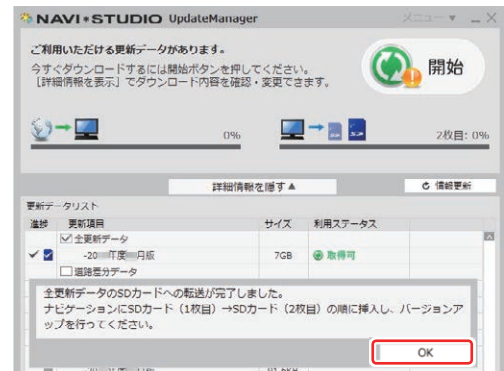 NAVI*STUDIO UpdateManager
メニュー ▼ _ ×
ご利用いただける更新データがあります。
今すぐダウンロードするには開始ボタンを押してください。
[詳細情報を表示]でダウンロード内容を確認・変更できます。
開始
0%
2枚目: 0%
詳細情報を隠す▲
情報更新
更新データリスト
進捗 更新項目 サイズ 利用ステータス
全更新データ
-20 年度 月版 7GB 取得可
道路差分データ
全更新データのSDカードへの転送が完了しました。
ナビゲーションにSDカード(1枚目)→SDカード(2枚目)の順に挿入し、バージョンア
ップを行ってください。
OK